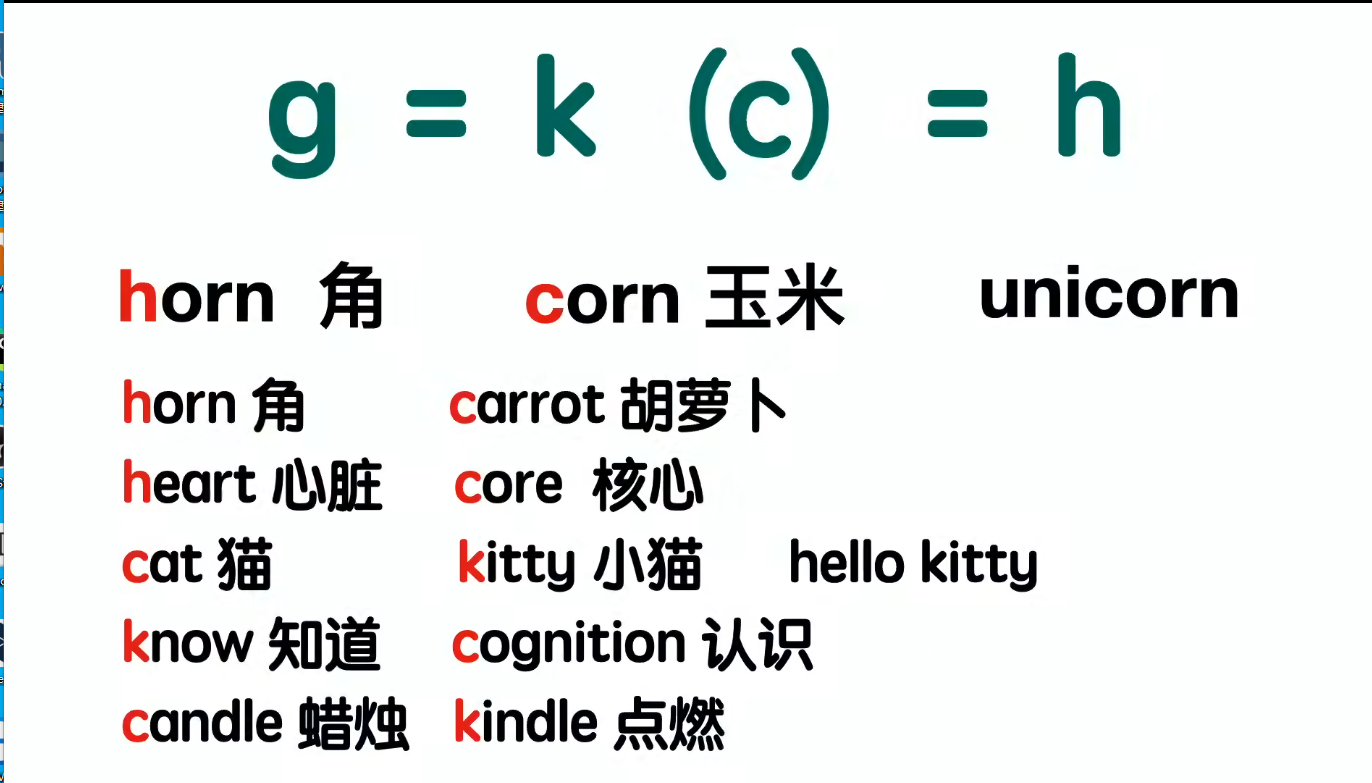 g = k (c) = h
horn 角 corn 玉米 unicorn
horn 角 carrot 胡萝卜
heart 心脏 core 核心
cat 猫 kitty 小猫 hello kitty
know 知道 cognition 认识
candle 蜡烛 kindle 点燃